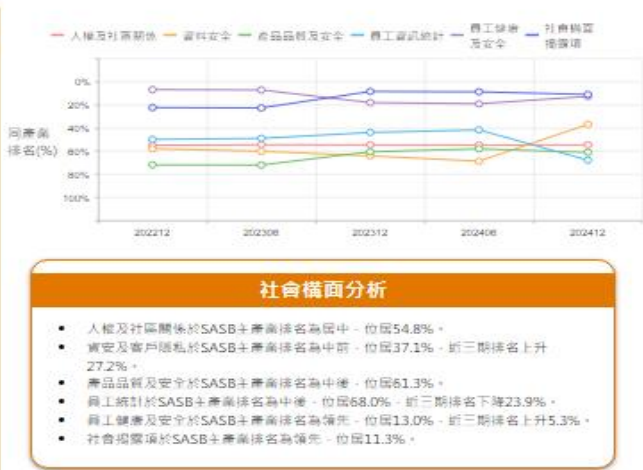 人權及社區關係 資料安全 產品品質及安全 員工資訊統計 員工健康及安全 社會構面揭露項
同產業
排名(%)
0%
20%
40%
60%
80%
100%
202212 202306 202312 202406 202412
社會構面分析
• 人權及社區關係於SASB主產業排名為居中，位居54.8%。
• 資安及客戶隱私於SASB主產業排名為中前，位居37.1%，近三期排名上升
27.2%。
• 產品品質及安全於SASB主產業排名為中後，位居61.3%。
• 員工統計於SASB主產業排名為中後，位居68.0%，近三期排名下降23.9%。
• 員工健康及安全於SASB主產業排名為領先，位居13.0%，近三期排名上升5.3%。
• 社會揭露項於SASB主產業排名為領先，位居11.3%。